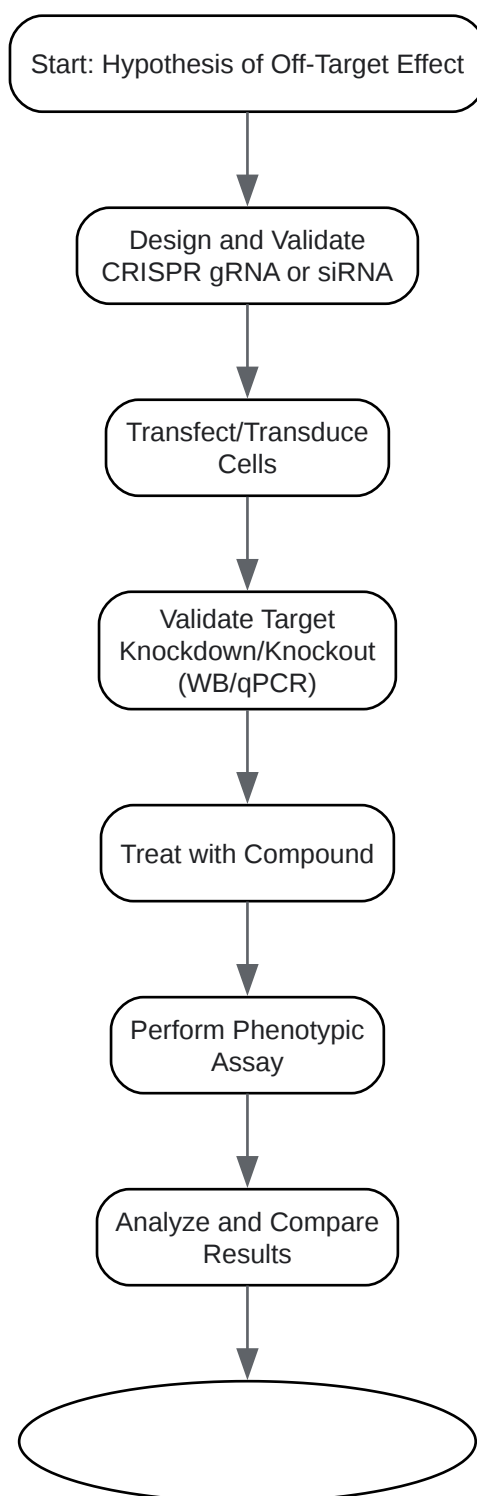 Start: Hypothesis of Off-Target Effect
Design and Validate
CRISPR gRNA or siRNA
Transfect/Transduce
Cells
Validate Target
Knockdown/Knockout
(WB/qPCR)
Treat with Compound
Perform Phenotypic
Assay
Analyze and Compare
Results